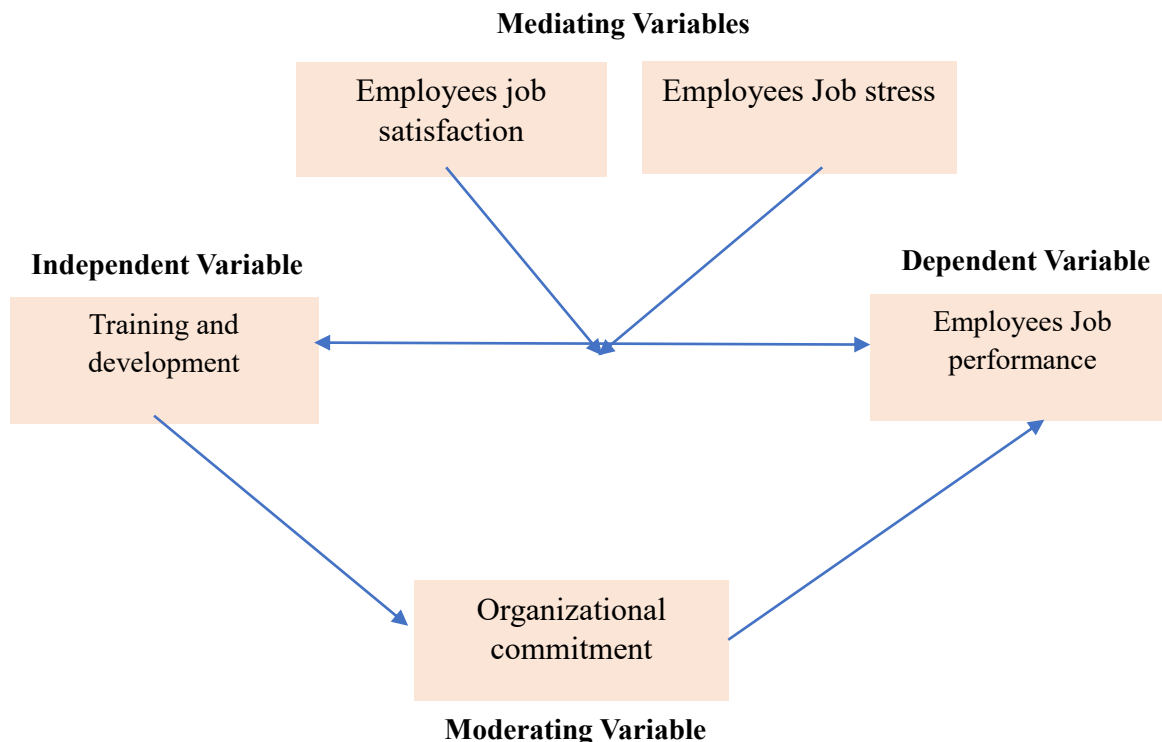 Mediating Variables
Employees job
satisfaction
Employees Job stress
Independent Variable
Dependent Variable
Training and
development
Employees Job
performance
Organizational
commitment
Moderating Variable